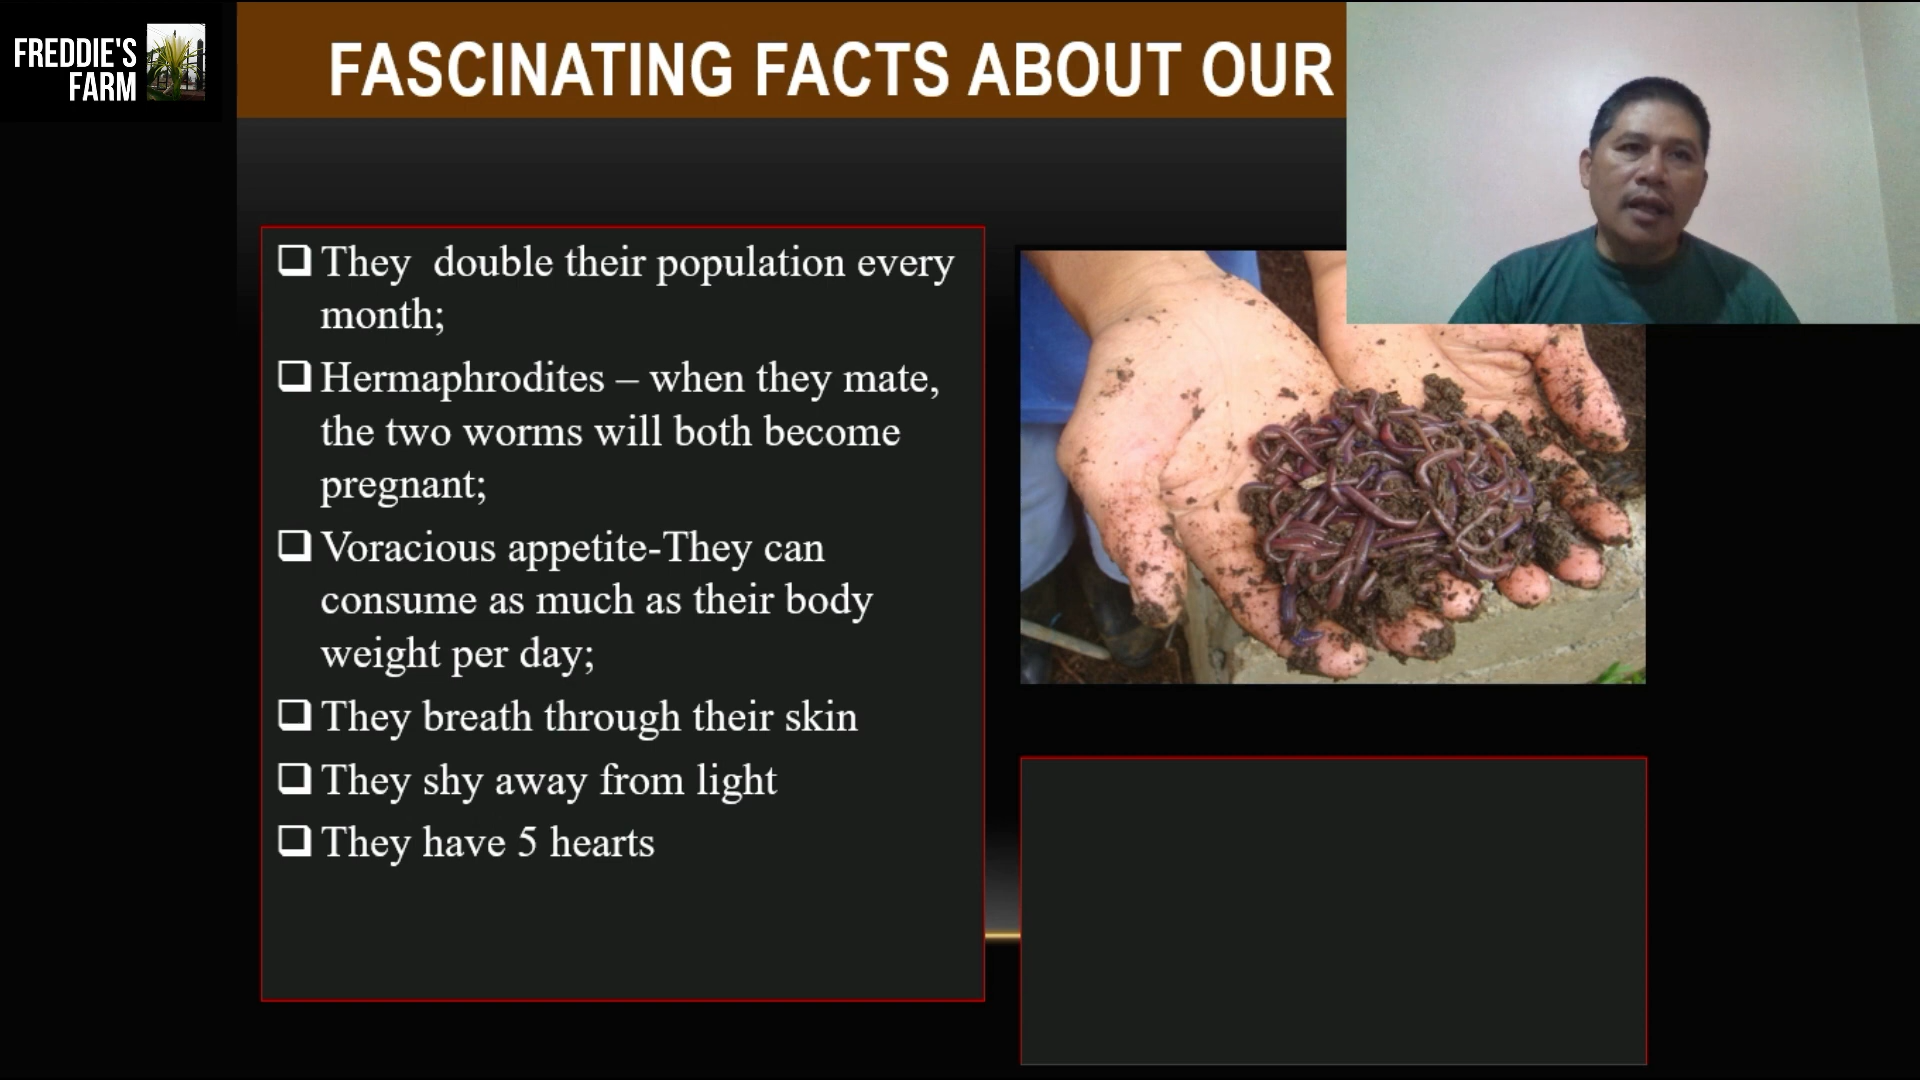 FREDDIE'S
FARM
FASCINATING FACTS ABOUT OUR
❑ They  double their population every
month;
❑ Hermaphrodites – when they mate,
the two worms will both become
pregnant;
❑ Voracious appetite-They can
consume as much as their body
weight per day;
❑ They breath through their skin
❑ They shy away from light
❑ They have 5 hearts